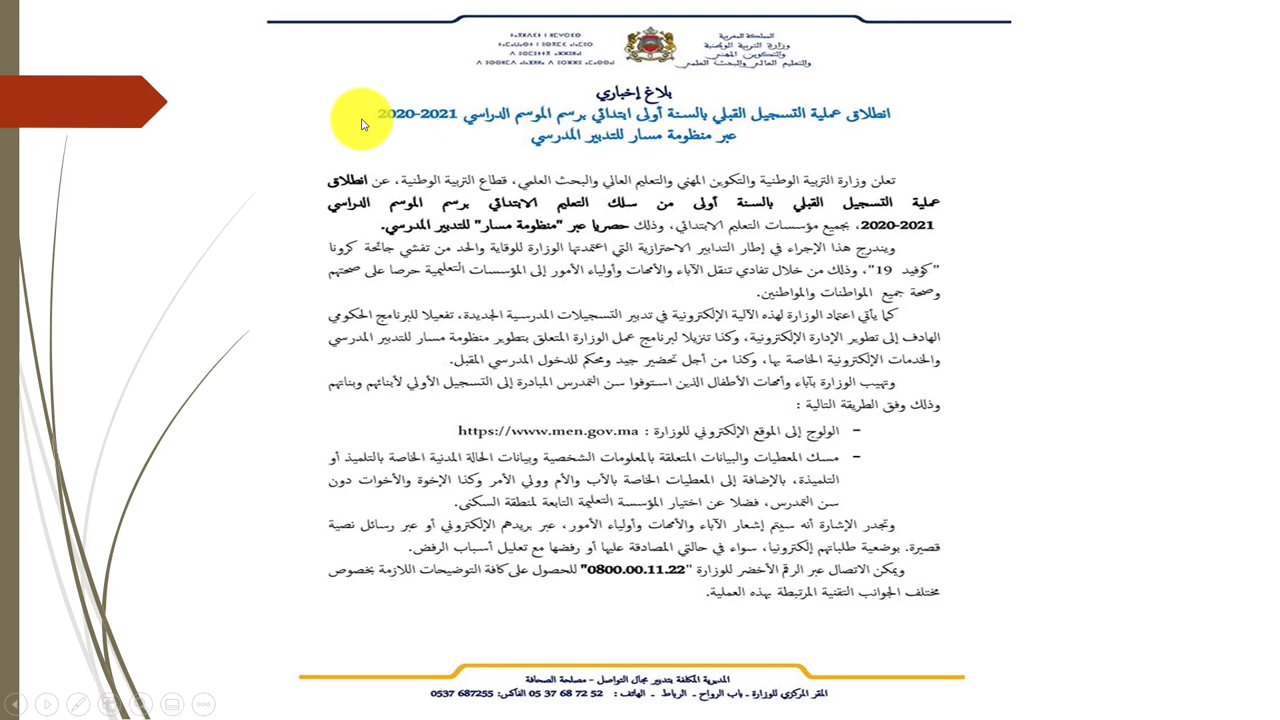 المملكة المغربية
وزارة التربية الوطنية
والتكوين المهني
والتعليم العالي والبحث العلمي
بلاغ إخباري
انطلاق عملية التسجيل القبلي بالسنة أولى ابتدائي برسم الموسم الدراسي 2021-2020
عبر منظومة مسار للتدبير المدرسي
تعلن وزارة التربية الوطنية والتكوين المهني والتعليم العالي والبحث العلمي، قطاع التربية الوطنية، عن انطلاق
عملية التسجيل القبلي بالسنة أولى من سلك التعليم الابتدائي برسم الموسم الدراسي
2020-2021، بجميع مؤسسات التعليم الابتدائي، وذلك حصريا عبر "منظومة مسار" للتدبير المدرسي.
ويندرج هذا الإجراء في إطار التدابير الاحترازية التي اعتمدتها الوزارة للوقاية والحد من تفشي جائحة كرونا
"كوفيد 19"، وذلك من خلال تفادي تنقل الآباء والأمهات وأولياء الأمور إلى المؤسسات التعليمية حرصا على صحتهم
وصحة جميع المواطنات والمواطنين.
كما يأتي اعتماد الوزارة لهذه الآلية الإلكترونية في تدبير التسجيلات المدرسية الجديدة، تفعيلا للبرنامج الحكومي
الهادف إلى تطوير الإدارة الإلكترونية، وكذا تنزيلا لبرنامج عمل الوزارة المتعلق بتطوير منظومة مسار للتدبير المدرسي
والخدمات الإلكترونية الخاصة بها، وكذا من أجل تحضير جيد ومحكم للدخول المدرسي المقبل.
وتهيب الوزارة بآباء وأمهات الأطفال الذين استوفوا سن التمدرس المبادرة إلى التسجيل الأولي لأبنائهم وبناتهم
وذلك وفق الطريقة التالية :
- الولوج إلى الموقع الإلكتروني للوزارة : https://www.men.gov.ma
- مسك المعطيات والبيانات المتعلقة بالمعلومات الشخصية وبيانات الحالة المدنية الخاصة بالتلميذ أو
التلميذة، بالإضافة إلى المعطيات الخاصة بالأب والأم وولي الأمر وكذا الإخوة والأخوات دون
سن التمدرس، فضلا عن اختيار المؤسسة التعليمة التابعة لمنطقة السكنى.
وتجدر الإشارة أنه سيتم إشعار الآباء والأمهات وأولياء الأمور، عبر بريدهم الإلكتروني أو عبر رسائل نصية
قصيرة. بوضعية طلباتهم إلكترونيا، سواء في حالتي المصادقة عليها أو رفضها مع تعليل أسباب الرفض.
ويمكن الاتصال عبر الرقم الأخضر للوزارة "0800.00.11.22" للحصول على كافة التوضيحات اللازمة بخصوص
مختلف الجوانب التقنية المرتبطة بهذه العملية.
المديرية المكلفة بتدبير مجال التواصل - مصلحة الصحافة
المقر المركزي للوزارة ـ باب الرواح ـ الرباط ـ الهاتف : 52 72 68 37 05 الفاكس: 687255 0537